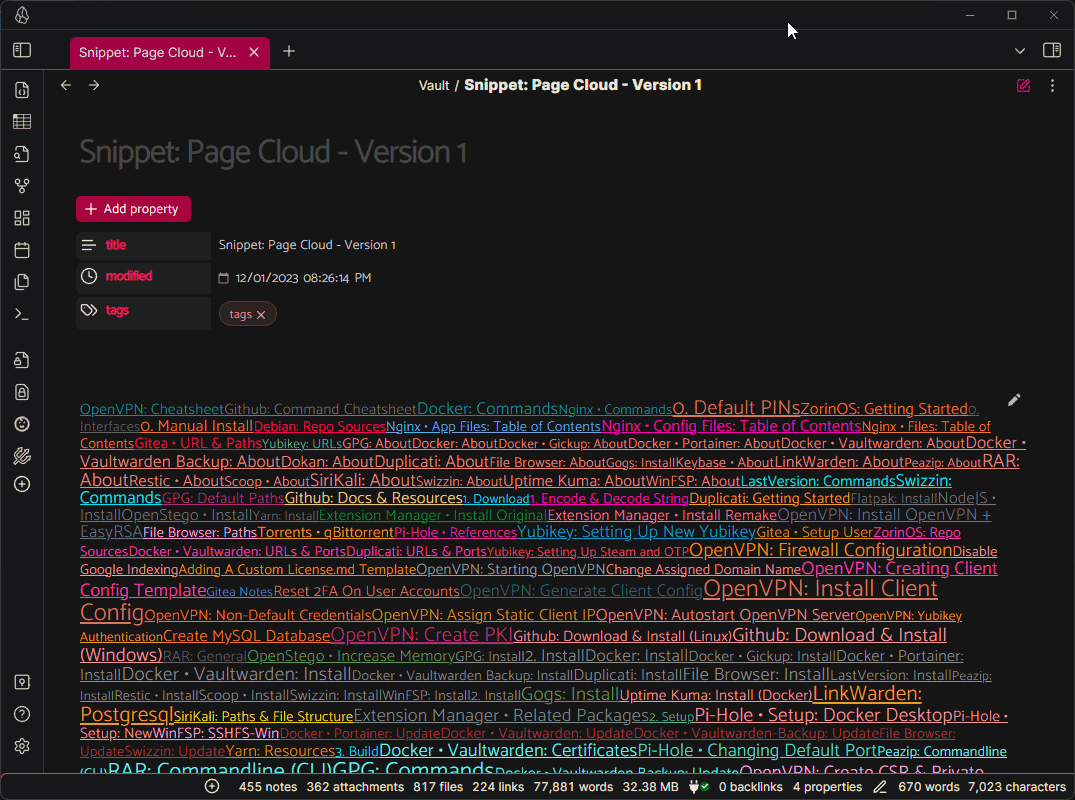 Snippet: Page Cloud - V...
Vault / Snippet: Page Cloud - Version 1
Snippet: Page Cloud - Version 1
Add property
title Snippet: Page Cloud - Version 1
modified 12/01/2023 08:26:14 PM
tags tags
OpenVPN: CheatsheetGithub: Command CheatsheetDocker: CommandsNginx • Commands0. Default PINsZorinOS: Getting Started0.
Interfaces0. Manual InstallDebian: Repo SourcesNginx • App Files: Table of ContentsNginx • Config Files: Table of ContentsNginx • Files: Table of
ContentsGitea • URL & PathsYubikey: URLsGPG: AboutDocker: AboutDocker • Gickup: AboutDocker • Portainer: AboutDocker • Vaultwarden: AboutDocker •
Vaultwarden Backup: AboutDokan: AboutDuplicati: AboutFile Browser: AboutGogs: InstallKeybase • AboutLinkWarden: AboutPeazip: AboutRAR:
AboutRestic • AboutScoop • AboutSiriKali: AboutSwizzin: AboutUptime Kuma: AboutWinFSP: AboutLastVersion: CommandsSwizzin:
CommandsGPG: Default PathsGithub: Docs & Resources1. Download1. Encode & Decode StringDuplicati: Getting StartedFlatpak: InstallNodeJS •
InstallOpenStego • InstallYarn: InstallExtension Manager • Install OriginalExtension Manager • Install RemakeOpenVPN: Install OpenVPN +
EasyRSAFile Browser: PathsTorrents • qBittorrentPi-Hole • ReferencesYubikey: Setting Up New YubikeyGitea • Setup UserZorinOS: Repo
SourcesDocker • Vaultwarden: URLs & PortsDuplicati: URLs & PortsYubikey: Setting Up Steam and OTPOpenVPN: Firewall ConfigurationDisable
Google IndexingAdding A Custom License.md TemplateOpenVPN: Starting OpenVPNChange Assigned Domain NameOpenVPN: Creating Client
Config TemplateGitea NotesReset 2FA On User AccountsOpenVPN: Generate Client ConfigOpenVPN: Install Client
ConfigOpenVPN: Non-Default CredentialsOpenVPN: Assign Static Client IPOpenVPN: Autostart OpenVPN ServerOpenVPN: Yubikey
AuthenticationCreate MySQL DatabaseOpenVPN: Create PKIGithub: Download & Install (Linux)Github: Download & Install
(Windows)RAR: GeneralOpenStego • Increase MemoryGPG: Install2. InstallDocker: InstallDocker • Gickup: InstallDocker • Portainer:
InstallDocker • Vaultwarden: InstallDocker • Vaultwarden Backup: InstallDuplicati: InstallFile Browser: InstallLastVersion: InstallPeazip:
InstallRestic • InstallScoop • InstallSwizzin: InstallWinFSP: Install2. InstallGogs: InstallUptime Kuma: Install (Docker)LinkWarden:
PostgresqlSiriKali: Paths & File StructureExtension Manager • Related Packages2. SetupPi-Hole • Setup: Docker DesktopPi-Hole •
Setup: NewWinFSP: SSHFS-WinDocker • Portainer: UpdateDocker • Vaultwarden: UpdateDocker • Vaultwarden-Backup: UpdateFile Browser:
UpdateSwizzin: UpdateYarn: Resources3. BuildDocker • Vaultwarden: CertificatesPi-Hole • Changing Default PortPeazip: Commandline
(CLI)RAR: Commandline (CLI)GPG: CommandsDocker • Vaultwarden Backup: UpdateOpenVPN: Create CSR & Private
455 notes 362 attachments 817 files 224 links 77,881 words 32.38 MB 0 backlinks 4 properties 670 words 7,023 characters